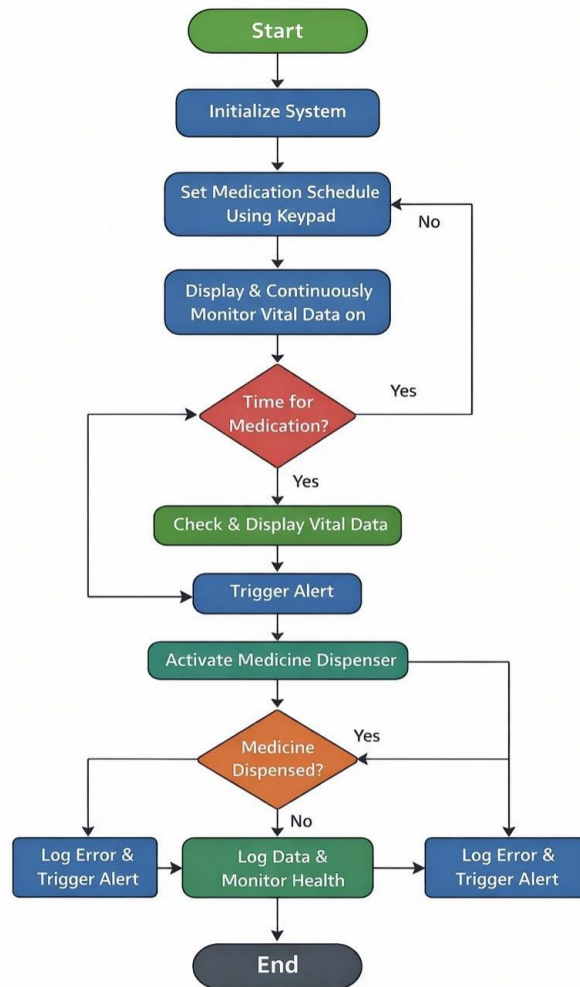 Start
Initialize System
Set Medication Schedule
Using Keypad
No
Display & Continuously
Monitor Vital Data on
Yes
Time for
Medication?
Yes
Check & Display Vital Data
Trigger Alert
Activate Medicine Dispenser
Yes
Medicine
Dispensed?
No
Log Error &
Trigger Alert
Log Data &
Monitor Health
Log Error &
Trigger Alert
End